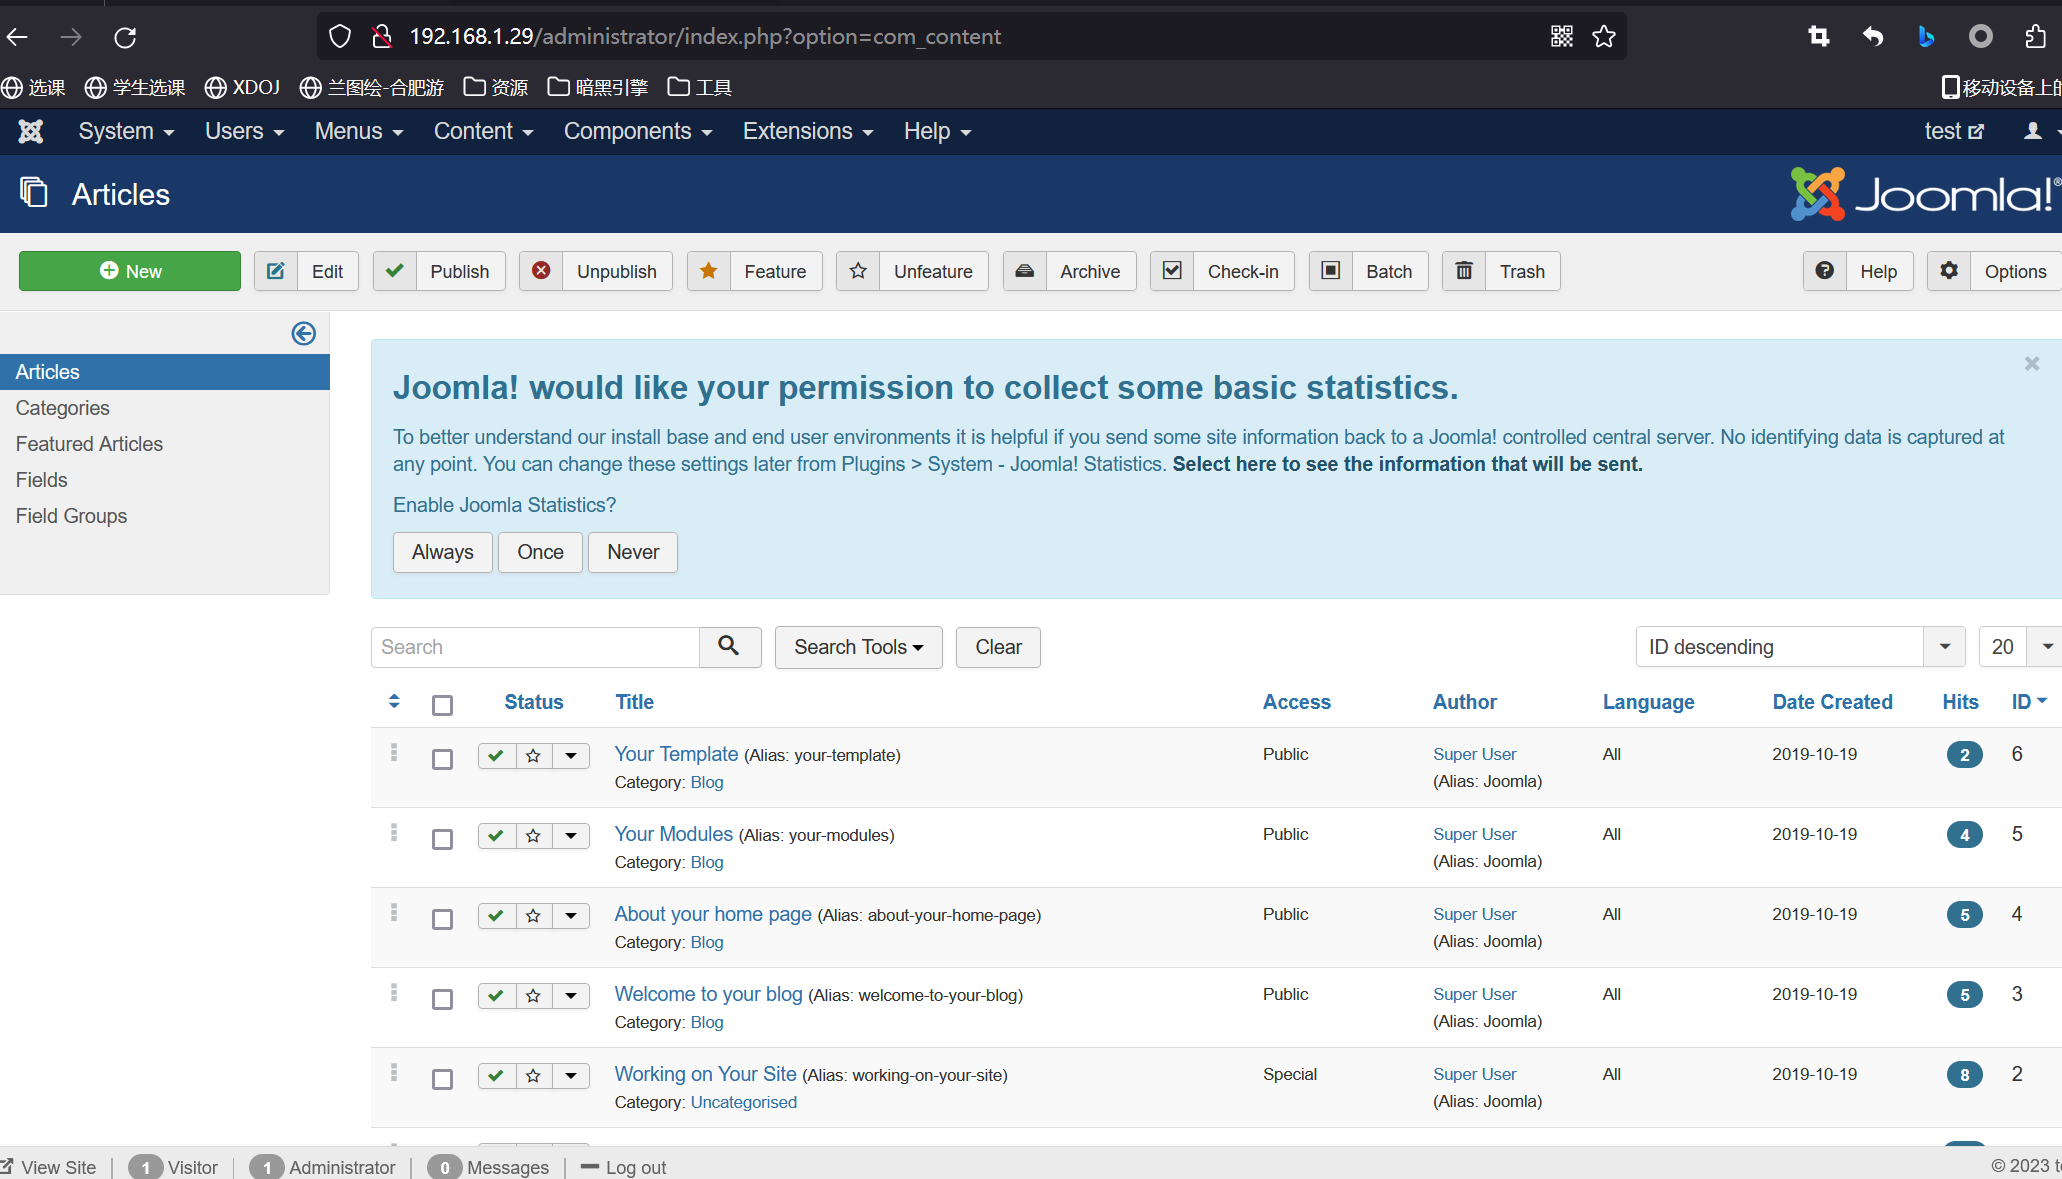 192.168.1.29/administrator/index.php?option=com_content
选课 学生选课 XDOJ 兰图绘-合肥游 资源 暗黑引擎 工具 移动设备上的
System Users Menus Content Components Extensions Help test
Articles Joomla!®
New Edit Publish Unpublish Feature Unfeature Archive Check-in Batch Trash Help Options
Articles
Categories
Featured Articles
Fields
Field Groups
Joomla! would like your permission to collect some basic statistics.
To better understand our install base and end user environments it is helpful if you send some site information back to a Joomla! controlled central server. No identifying data is captured at
any point. You can change these settings later from Plugins > System - Joomla! Statistics. Select here to see the information that will be sent.
Enable Joomla Statistics?
Always Once Never
Search Search Tools Clear ID descending 20
Status Title Access Author Language Date Created Hits ID
Your Template (Alias: your-template) Public Super User All 2019-10-19 2 6
Category: Blog (Alias: Joomla)
Your Modules (Alias: your-modules) Public Super User All 2019-10-19 4 5
Category: Blog (Alias: Joomla)
About your home page (Alias: about-your-home-page) Public Super User All 2019-10-19 5 4
Category: Blog (Alias: Joomla)
Welcome to your blog (Alias: welcome-to-your-blog) Public Super User All 2019-10-19 5 3
Category: Blog (Alias: Joomla)
Working on Your Site (Alias: working-on-your-site) Special Super User All 2019-10-19 8 2
Category: Uncategorised (Alias: Joomla)
View Site 1 Visitor 1 Administrator 0 Messages Log out © 2023